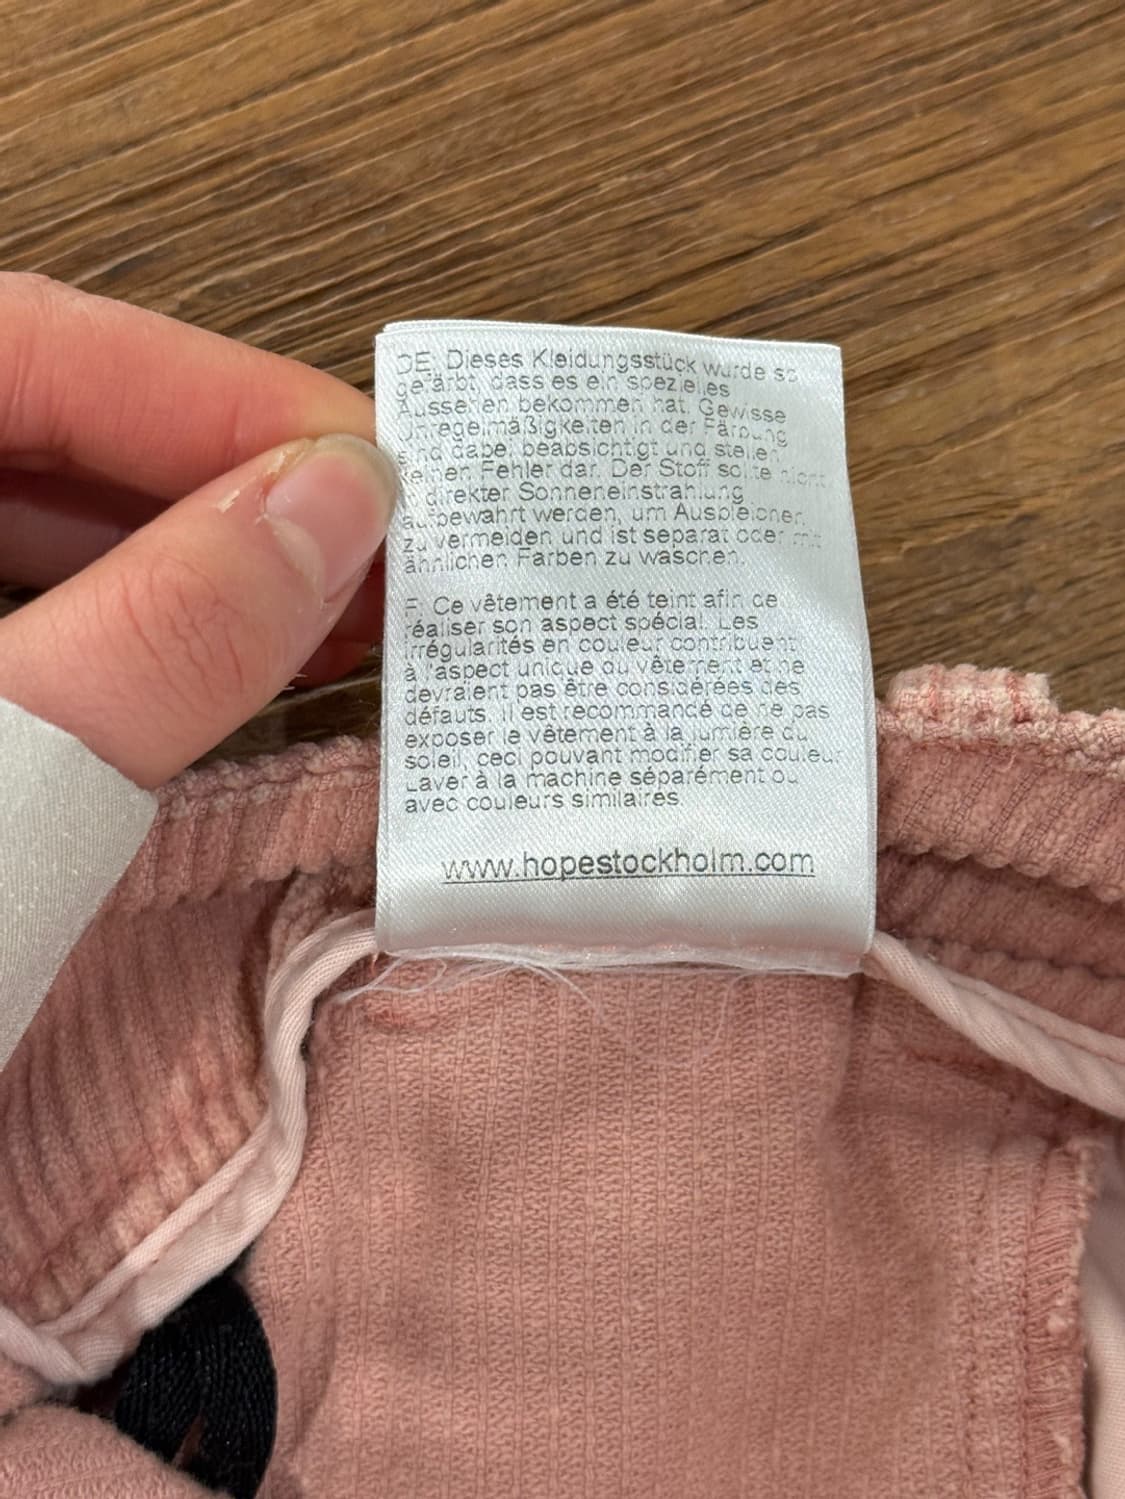 DE: Dieses Kleidungsstück wurde so
gefärbt, dass es ein spezielles
Aussehen bekommen hat. Gewisse
Unregelmäßigkeiten in der Färbung
sind dabei beabsichtigt und stellen
keinen Fehler dar. Der Stoff sollte nicht
in direkter Sonneneinstrahlung
aufbewahrt werden, um Ausbleichen
zu vermeiden und ist separat oder mit
ähnlichen Farben zu waschen.
F: Ce vêtement a été teint afin de
réaliser son aspect spécial. Les
irrégularités en couleur contribuent
à l'aspect unique du vêtement et ne
devraient pas être considérées des
défauts. Il est recommandé de ne pas
exposer le vêtement à la lumière du
soleil, ceci pouvant modifier sa couleur.
Laver à la machine séparément ou
avec couleurs similaires.
www.hopestockholm.com